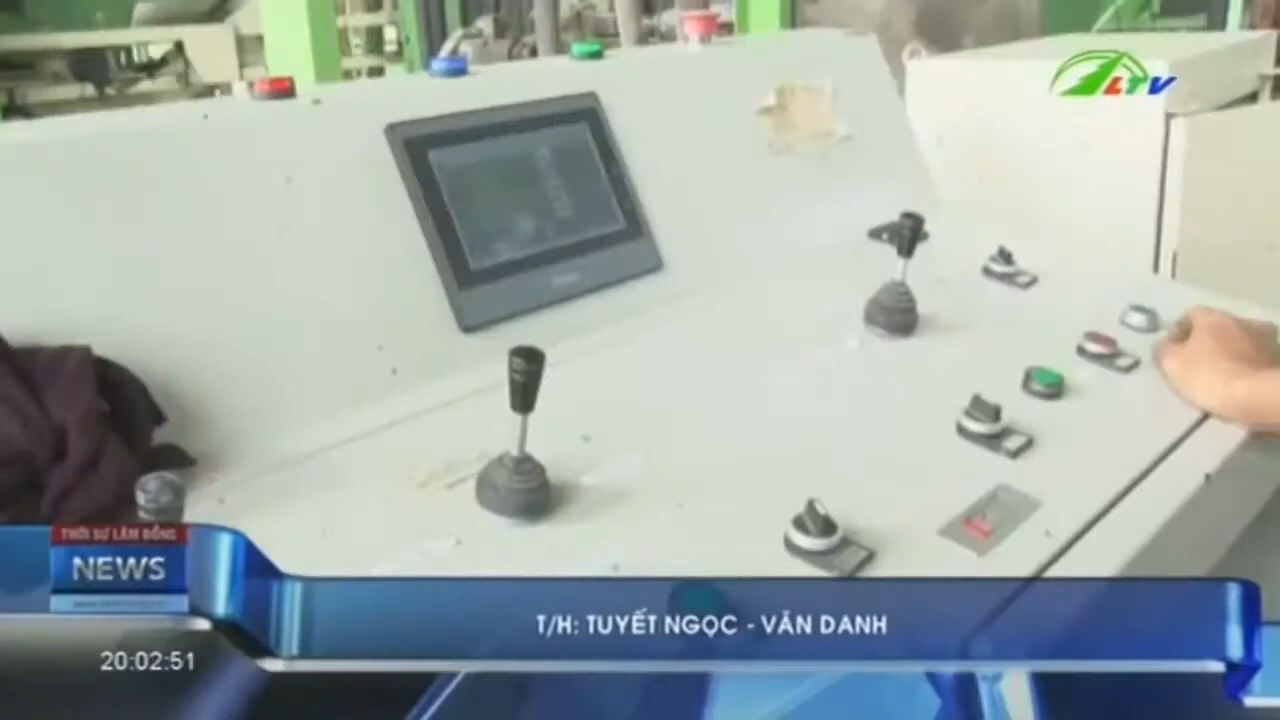 LTV
THỜI SỰ LÂM ĐỒNG
NEWS
T/H: TUYẾT NGỌC - VĂN DANH
20:02:51